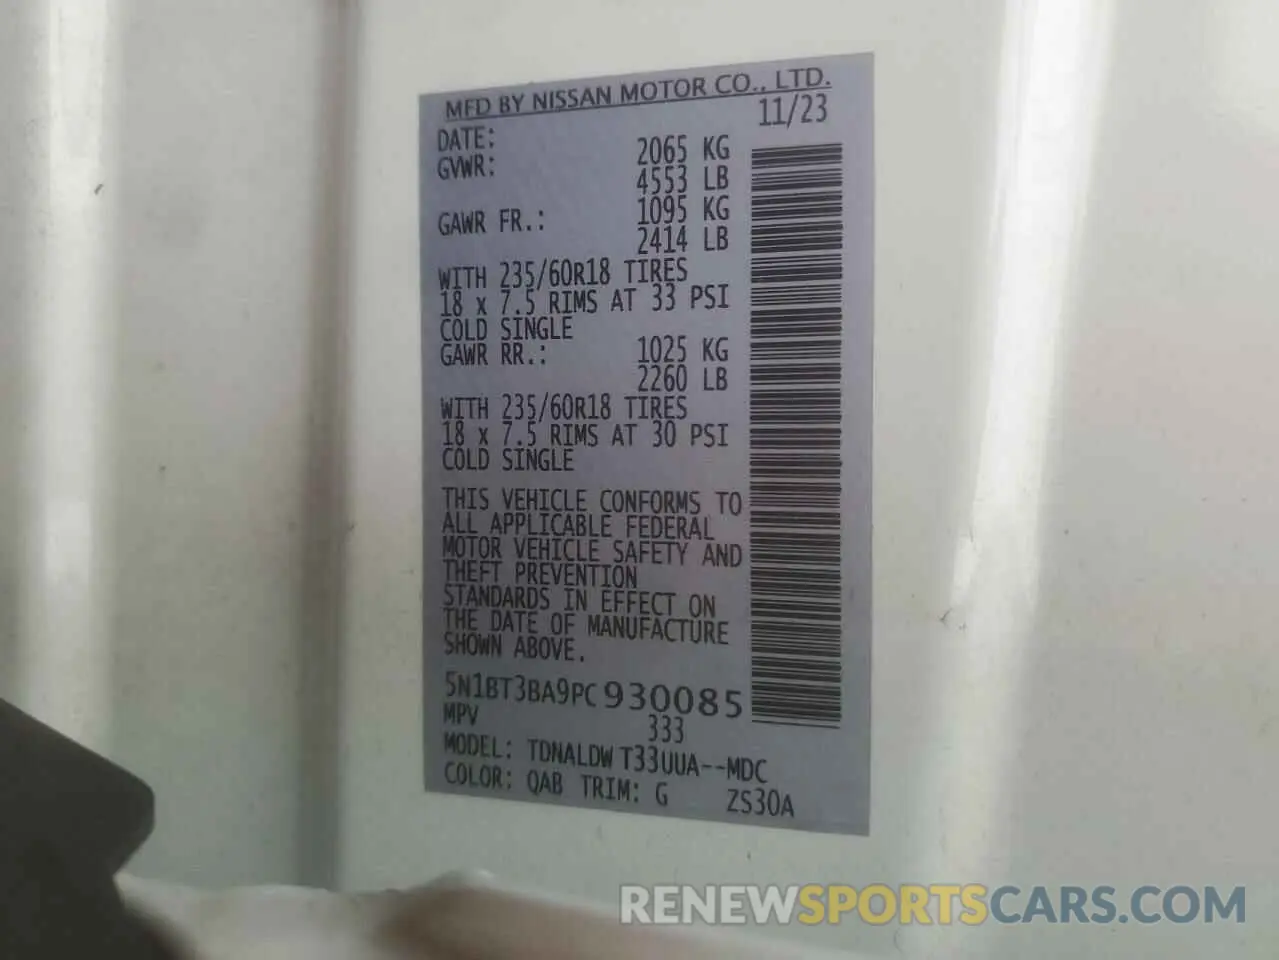 MFD BY NISSAN MOTOR CO., LTD.
DATE: 11/23
GVWR: 2065 KG
4553 LB
GAWR FR.: 1095 KG
2414 LB
WITH 235/60R18 TIRES
18 x 7.5 RIMS AT 33 PSI
COLD SINGLE
GAWR RR.: 1025 KG
2260 LB
WITH 235/60R18 TIRES
18 x 7.5 RIMS AT 30 PSI
COLD SINGLE
THIS VEHICLE CONFORMS TO
ALL APPLICABLE FEDERAL
MOTOR VEHICLE SAFETY AND
THEFT PREVENTION
STANDARDS IN EFFECT ON
THE DATE OF MANUFACTURE
SHOWN ABOVE.
5N1BT3BA9PC930085
MPV 333
MODEL: TDNALDW T33UUA--MDC
COLOR: QAB TRIM: G ZS30A
RENEWSPORTSCARS.COM